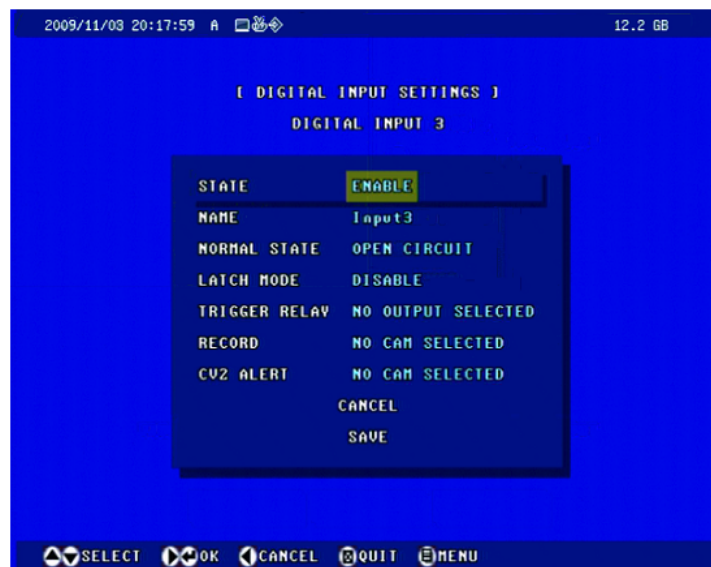 2009/11/03 20:17:59 A 12.2 GB
[ DIGITAL INPUT SETTINGS ]
DIGITAL INPUT 3
STATE ENABLE
NAME Input3
NORMAL STATE OPEN CIRCUIT
LATCH MODE DISABLE
TRIGGER RELAY NO OUTPUT SELECTED
RECORD NO CAM SELECTED
CV2 ALERT NO CAM SELECTED
CANCEL
SAVE
SELECT OK CANCEL QUIT MENU